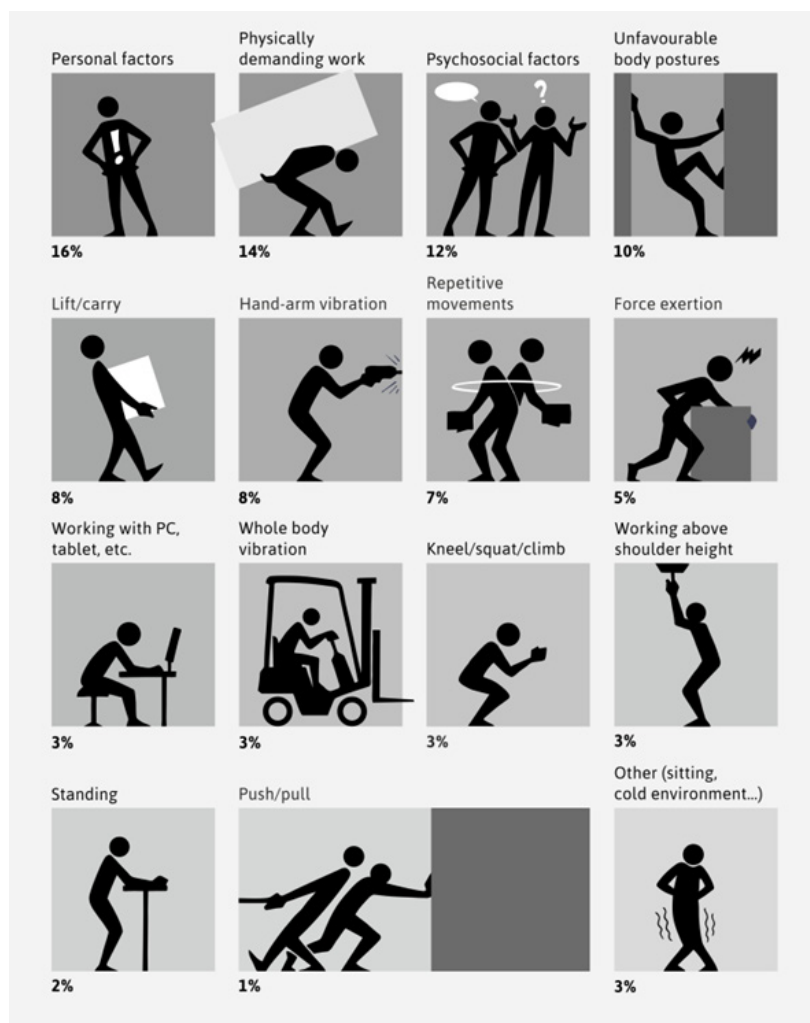 Personal factors
Physically
demanding work
Psychosocial factors
Unfavourable
body postures
!
?
16%
14%
12%
10%
Lift/carry
Hand-arm vibration
Repetitive
movements
Force exertion
8%
8%
7%
5%
Working with PC,
tablet, etc.
Whole body
vibration
Kneel/squat/climb
Working above
shoulder height
3%
3%
3%
3%
Standing
Push/pull
Other (sitting,
cold environment...)
2%
1%
3%